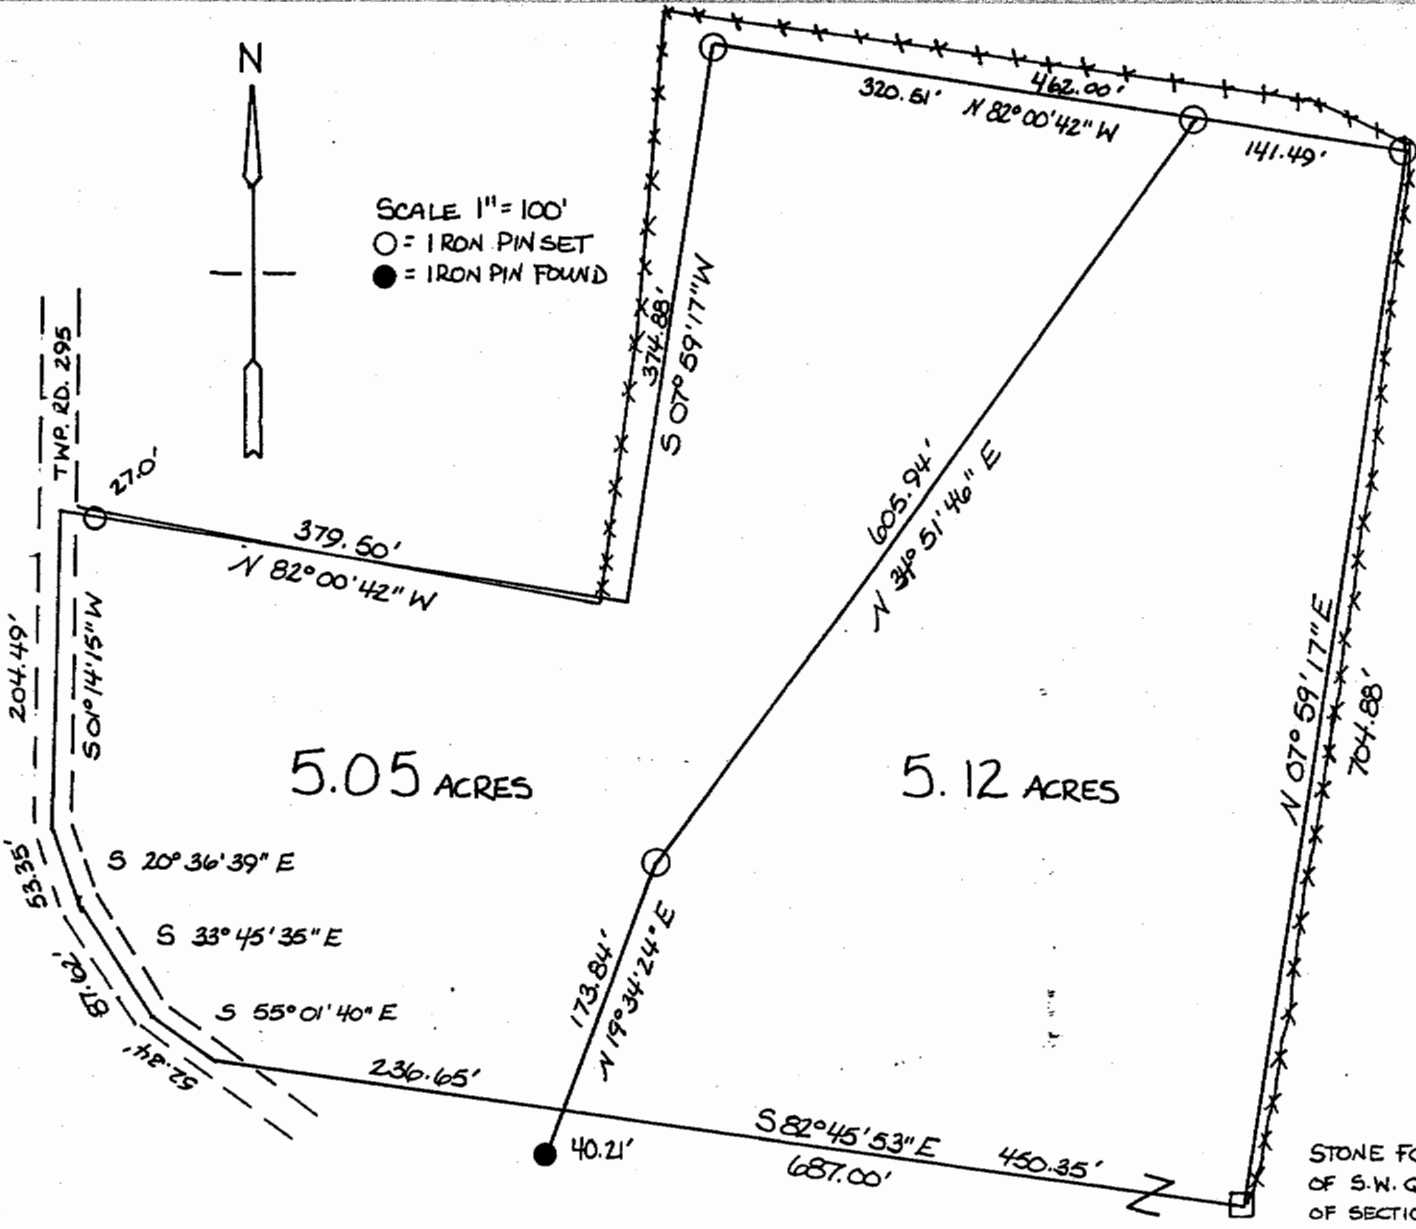 N
462.00'
320.51'
N 82°00'42" W
141.49'
SCALE 1"=100'
○ = IRON PIN SET
● = IRON PIN FOUND
374.88'
S 07°59'17" W
TWP. RD. 295
27.0'
379.50'
N 82°00'42" W
605.94'
N 34°51'46" E
204.49'
S 01°14'15" W
N 07°59'17" E
704.88'
5.05 ACRES
5.12 ACRES
53.35'
S 20°36'39" E
87.62'
S 33°45'35" E
S 55°01'40" E
52.34'
173.84'
N 19°34'24" E
236.65'
40.21'
S 82°45'53" E
687.00'
450.35'
STONE FO
OF S.W. Q
OF SECTIO